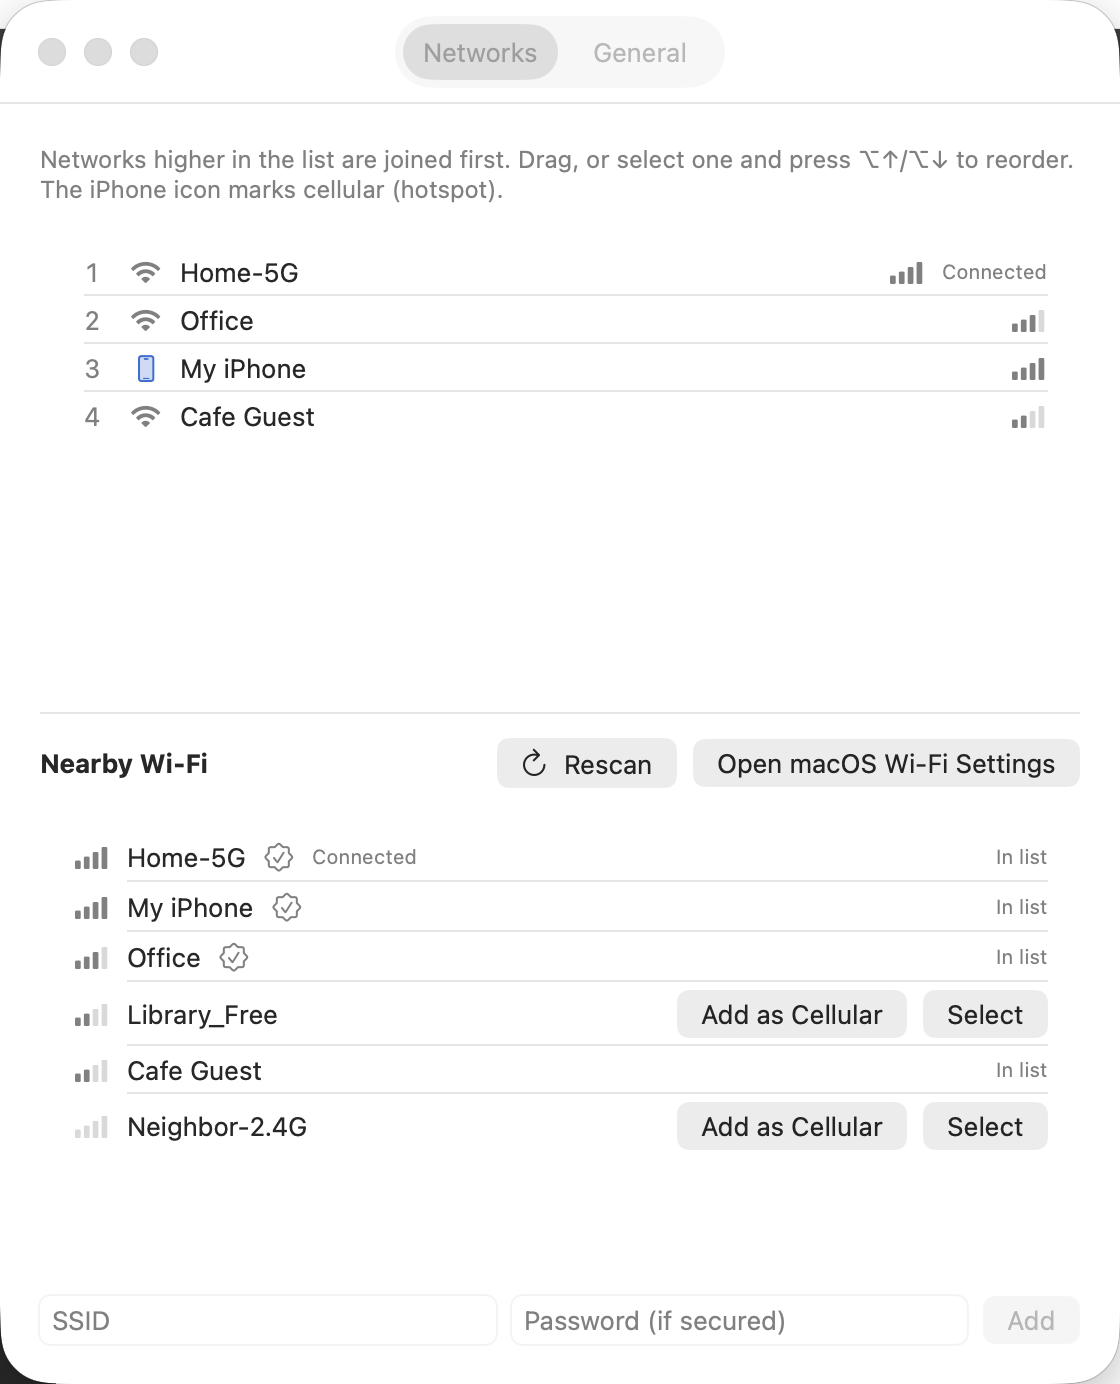 Networks General
Networks higher in the list are joined first. Drag, or select one and press ⌥↑/⌥↓ to reorder.
The iPhone icon marks cellular (hotspot).
1 Home-5G Connected
2 Office
3 My iPhone
4 Cafe Guest
Nearby Wi-Fi Rescan Open macOS Wi-Fi Settings
Home-5G Connected In list
My iPhone In list
Office In list
Library_Free Add as Cellular Select
Cafe Guest In list
Neighbor-2.4G Add as Cellular Select
SSID Password (if secured) Add